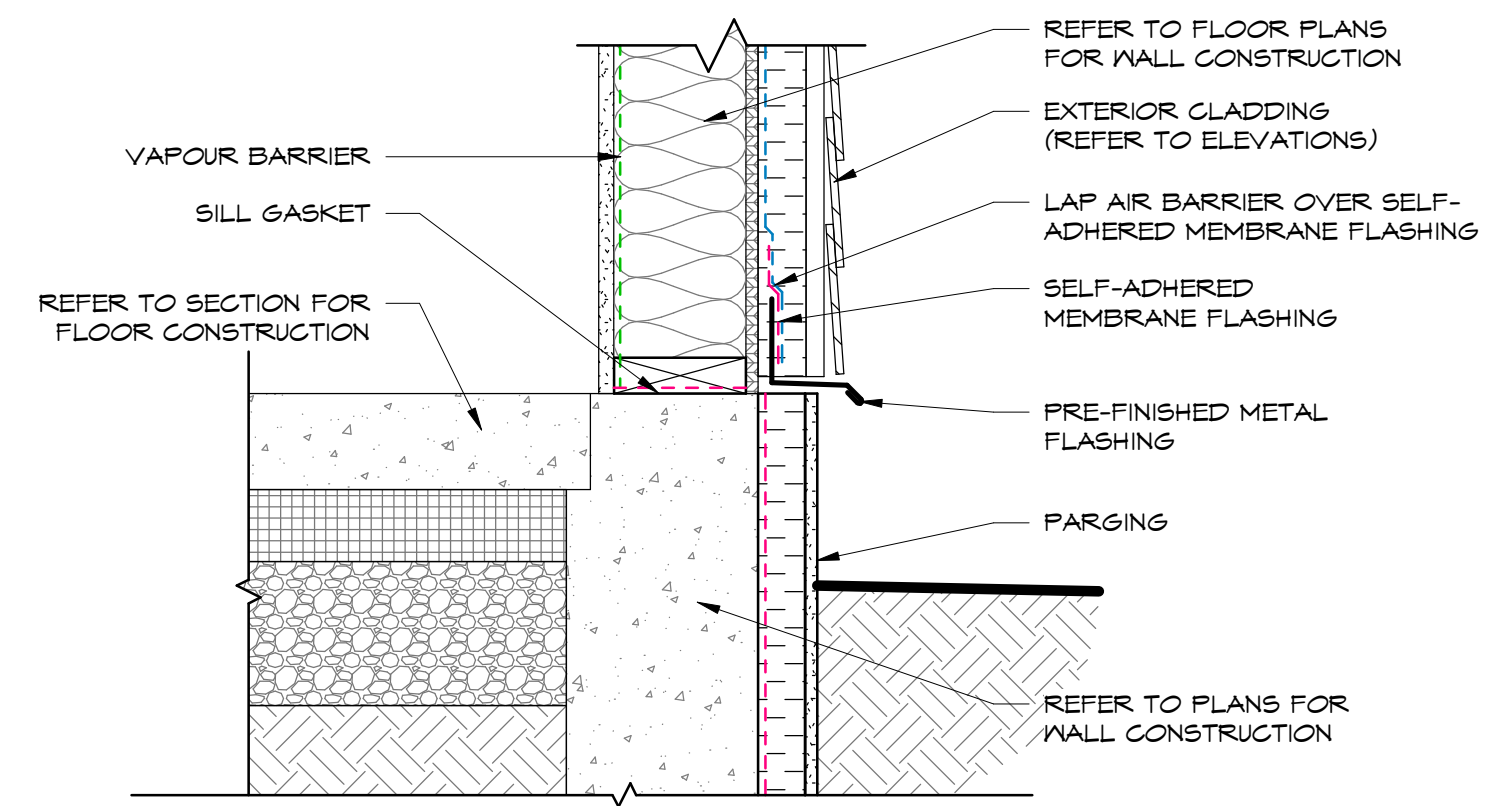 VAPOUR BARRIER
SILL GASKET
REFER TO SECTION FOR
FLOOR CONSTRUCTION
REFER TO FLOOR PLANS
FOR WALL CONSTRUCTION
EXTERIOR CLADDING
(REFER TO ELEVATIONS)
LAP AIR BARRIER OVER SELF-
ADHERED MEMBRANE FLASHING
SELF-ADHERED
MEMBRANE FLASHING
PRE-FINISHED METAL
FLASHING
PARGING
REFER TO PLANS FOR
WALL CONSTRUCTION